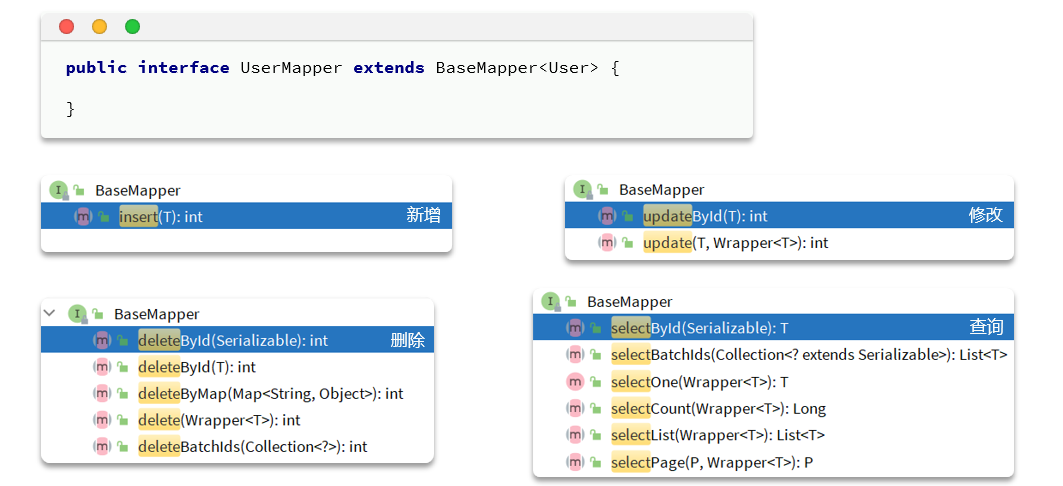 public interface UserMapper extends BaseMapper<User> {
}
I BaseMapper
m insert(T): int 新增
I BaseMapper
m updateById(T): int 修改
m update(T, Wrapper<T>): int
I BaseMapper
m deleteById(Serializable): int 删除
m deleteById(T): int
m deleteByMap(Map<String, Object>): int
m delete(Wrapper<T>): int
m deleteBatchIds(Collection<?>): int
I BaseMapper
m selectById(Serializable): T 查询
m selectBatchIds(Collection<? extends Serializable>): List<T>
m selectOne(Wrapper<T>): T
m selectCount(Wrapper<T>): Long
m selectList(Wrapper<T>): List<T>
m selectPage(P, Wrapper<T>): P